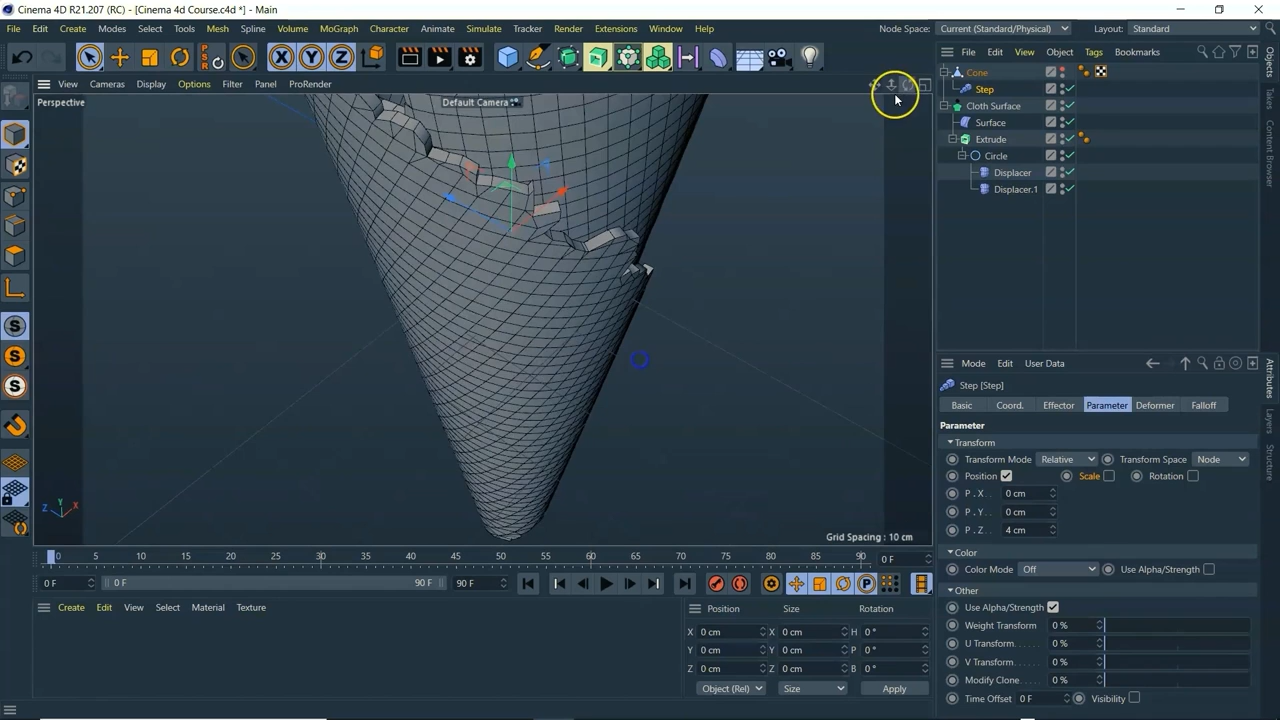 Cinema 4D R21.207 (RC) - [Cinema 4d Course.c4d *] - Main
File Edit Create Modes Select Tools Mesh Spline Volume MoGraph Character Animate Simulate Tracker Render Extensions Window Help Node Space: Current (Standard/Physical) Layout: Standard
PSR
X Y Z
View Cameras Display Options Filter Panel ProRender
File Edit View Object Tags Bookmarks
Perspective
Default Camera
Cone
Step
Cloth Surface
Surface
Extrude
Circle
Displacer
Displacer.1
Objects
Takes
Content Browser
Attributes
Layers
Structure
Mode Edit User Data
Step [Step]
Basic Coord. Effector Parameter Deformer Falloff
Parameter
Transform
Transform Mode Relative Transform Space Node
Position Scale Rotation
P . X . . 0 cm
P . Y . . 0 cm
P . Z . . 4 cm
Color
Color Mode Off Use Alpha/Strength
Other
Use Alpha/Strength
Weight Transform 0 %
U Transform. . . . . . 0 %
V Transform. . . . . . 0 %
Modify Clone . . . . 0 %
Time Offset 0 F Visibility
S
S
S
Y
Z X
Grid Spacing : 10 cm
0 5 10 15 20 25 30 35 40 45 50 55 60 65 70 75 80 85 90 0 F
0 F 0 F 90 F 90 F
P
Create Edit View Select Material Texture
Position Size Rotation
X 0 cm X 0 cm H 0 °
Y 0 cm Y 0 cm P 0 °
Z 0 cm Z 0 cm B 0 °
Object (Rel) Size Apply